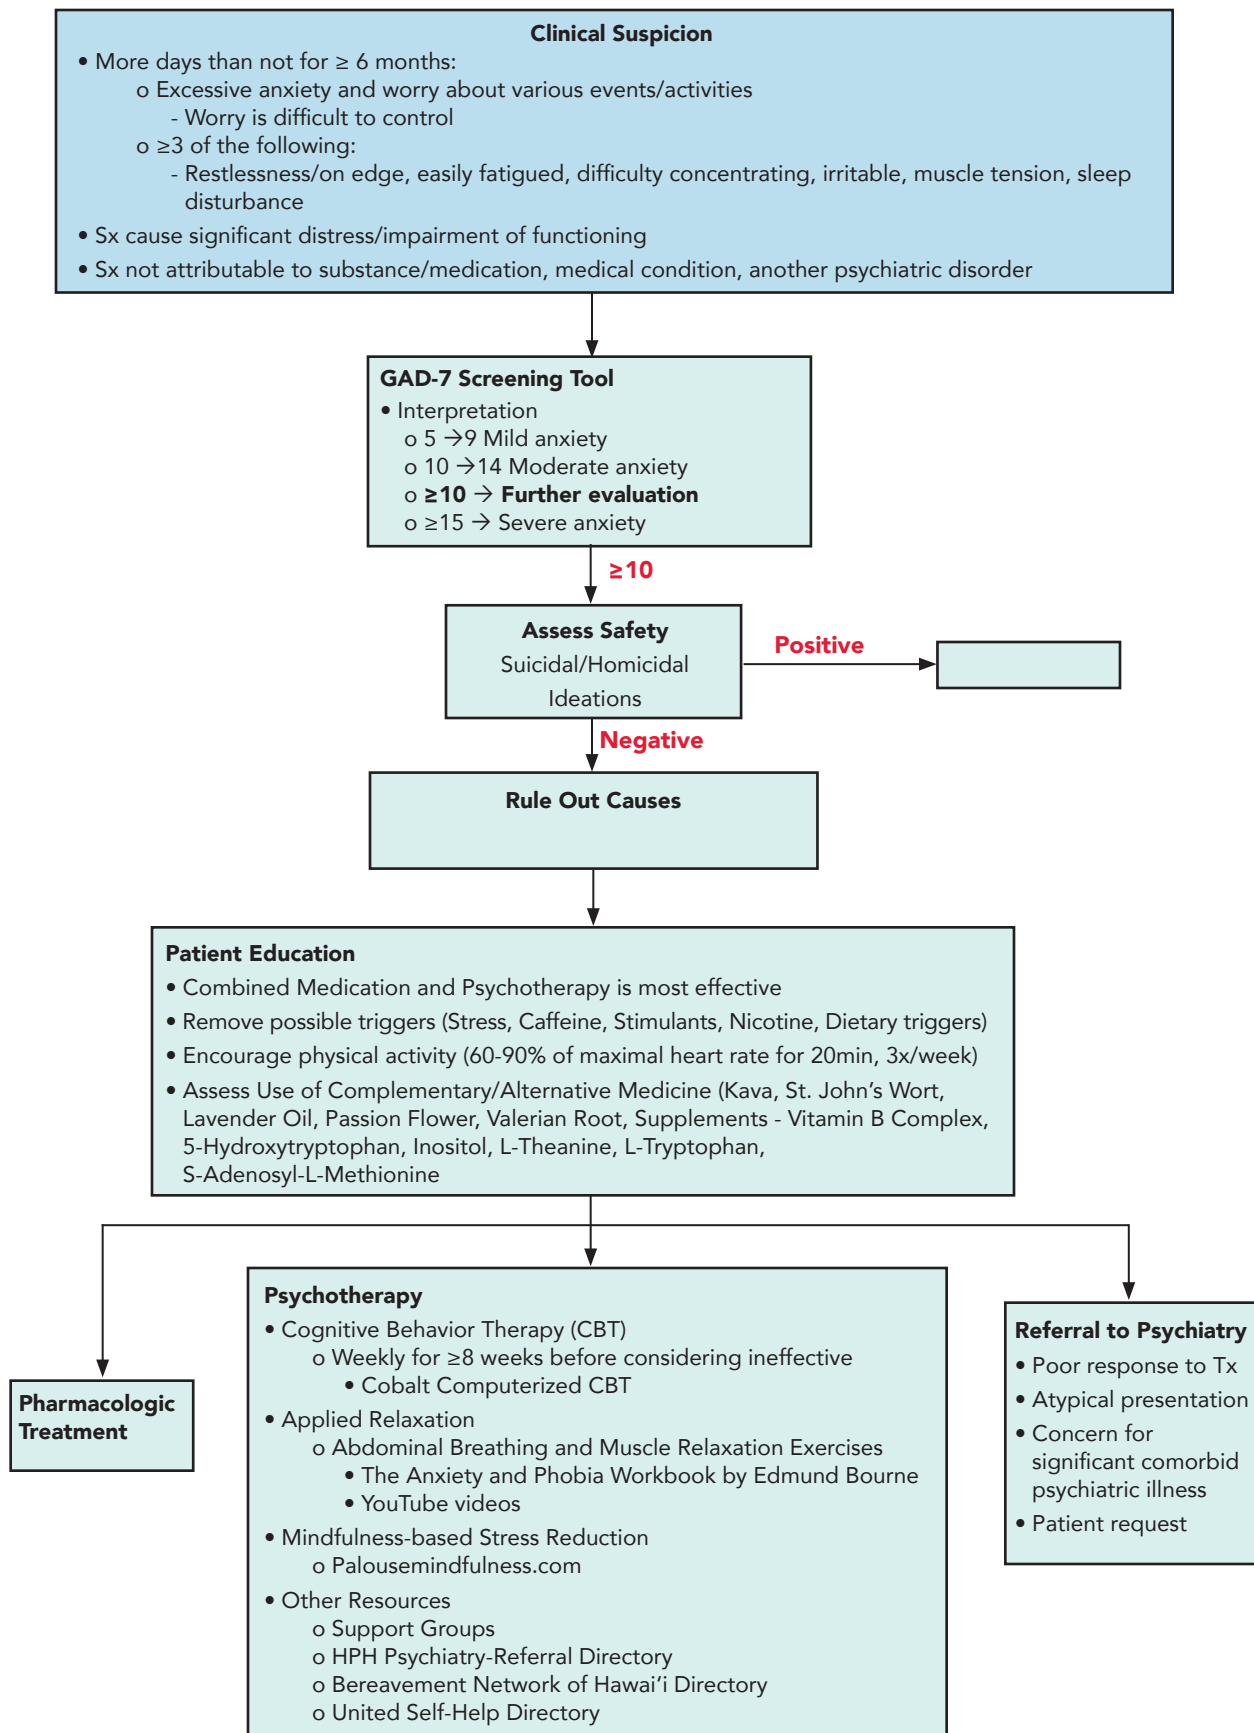 Clinical Suspicion
• More days than not for ≥ 6 months:
o Excessive anxiety and worry about various events/activities
- Worry is difficult to control
o ≥3 of the following:
- Restlessness/on edge, easily fatigued, difficulty concentrating, irritable, muscle tension, sleep
disturbance
• Sx cause significant distress/impairment of functioning
• Sx not attributable to substance/medication, medical condition, another psychiatric disorder
GAD-7 Screening Tool
• Interpretation
o 5 →9 Mild anxiety
o 10 →14 Moderate anxiety
o ≥10 → Further evaluation
o ≥15 → Severe anxiety
≥10
Assess Safety
Suicidal/Homicidal
Ideations
Positive
Negative
Rule Out Causes
Patient Education
• Combined Medication and Psychotherapy is most effective
• Remove possible triggers (Stress, Caffeine, Stimulants, Nicotine, Dietary triggers)
• Encourage physical activity (60-90% of maximal heart rate for 20min, 3x/week)
• Assess Use of Complementary/Alternative Medicine (Kava, St. John’s Wort,
Lavender Oil, Passion Flower, Valerian Root, Supplements - Vitamin B Complex,
5-Hydroxytryptophan, Inositol, L-Theanine, L-Tryptophan,
S-Adenosyl-L-Methionine
Pharmacologic
Treatment
Psychotherapy
• Cognitive Behavior Therapy (CBT)
o Weekly for ≥8 weeks before considering ineffective
• Cobalt Computerized CBT
• Applied Relaxation
o Abdominal Breathing and Muscle Relaxation Exercises
• The Anxiety and Phobia Workbook by Edmund Bourne
• YouTube videos
• Mindfulness-based Stress Reduction
o Palousemindfulness.com
• Other Resources
o Support Groups
o HPH Psychiatry-Referral Directory
o Bereavement Network of Hawai‘i Directory
o United Self-Help Directory
Referral to Psychiatry
• Poor response to Tx
• Atypical presentation
• Concern for
significant comorbid
psychiatric illness
• Patient request